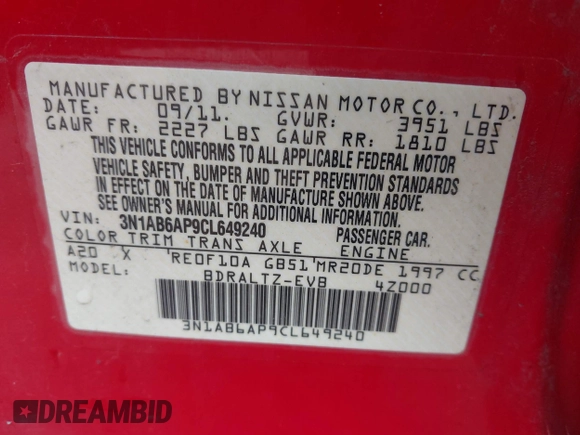 MANUFACTURED BY NISSAN MOTOR CO., LTD.
DATE: 09/11. GVWR: 3951 LBS
GAWR FR: 2227 LBS GAWR RR: 1810 LBS
THIS VEHICLE CONFORMS TO ALL APPLICABLE FEDERAL MOTOR
VEHICLE SAFETY, BUMPER AND THEFT PREVENTION STANDARDS
IN EFFECT ON THE DATE OF MANUFACTURE SHOWN ABOVE.
SEE OWNER'S MANUAL FOR ADDITIONAL INFORMATION.
VIN: 3N1AB6AP9CL649240 PASSENGER CAR.
COLOR TRIM TRANS AXLE ENGINE
A20 X RE0F10A GB51 MR20DE 1997 CC
MODEL: BDRALTZ-EVB 4Z000
3N1AB6AP9CL649240
DREAMBID